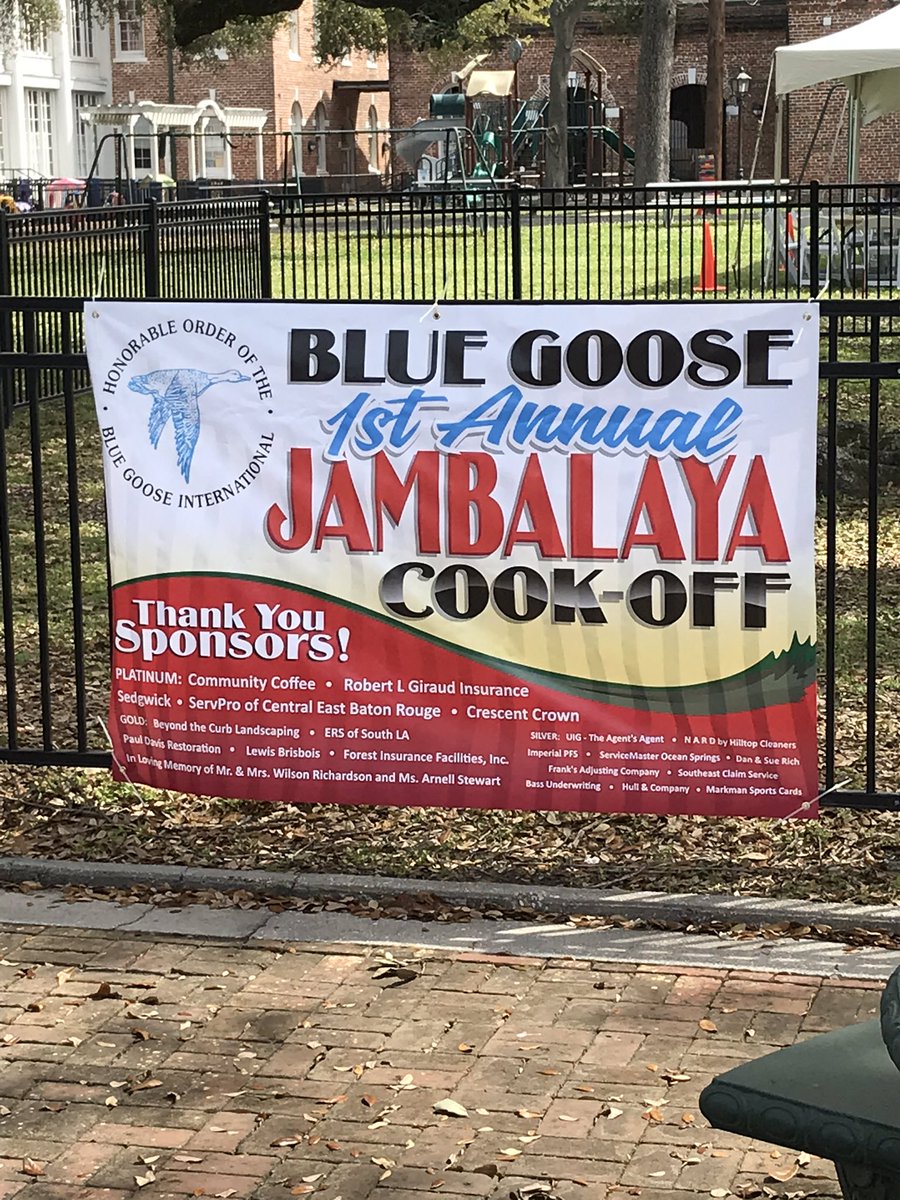 • HONORABLE ORDER OF THE •
BLUE GOOSE INTERNATIONAL
BLUE GOOSE
1st Annual
JAMBALAYA
COOK-OFF
Thank You
Sponsors!
PLATINUM: Community Coffee • Robert L Giraud Insurance
Sedgwick • ServPro of Central East Baton Rouge • Crescent Crown
GOLD: Beyond the Curb Landscaping • ERS of South LA
Paul Davis Restoration • Lewis Brisbois • Forest Insurance Facilities, Inc.
In Loving Memory of Mr. & Mrs. Wilson Richardson and Ms. Arnell Stewart
SILVER: UIG - The Agent's Agent • N A R D by Hilltop Cleaners
Imperial PFS • ServiceMaster Ocean Springs • Dan & Sue Rich
Frank's Adjusting Company • Southeast Claim Service
Bass Underwriting • Hull & Company • Markman Sports Cards